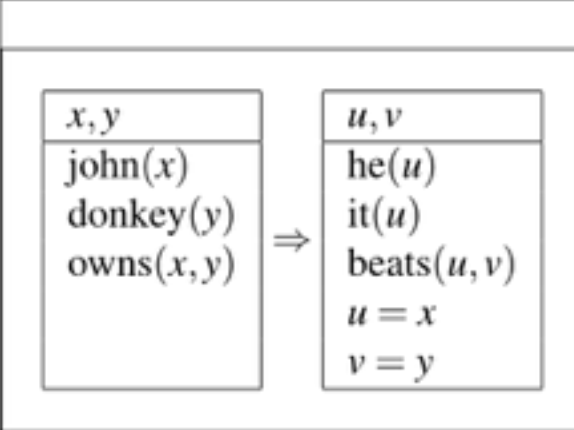 x, y
john(x)
donkey(y)
owns(x, y)
⇒
u, v
he(u)
it(u)
beats(u, v)
u = x
v = y